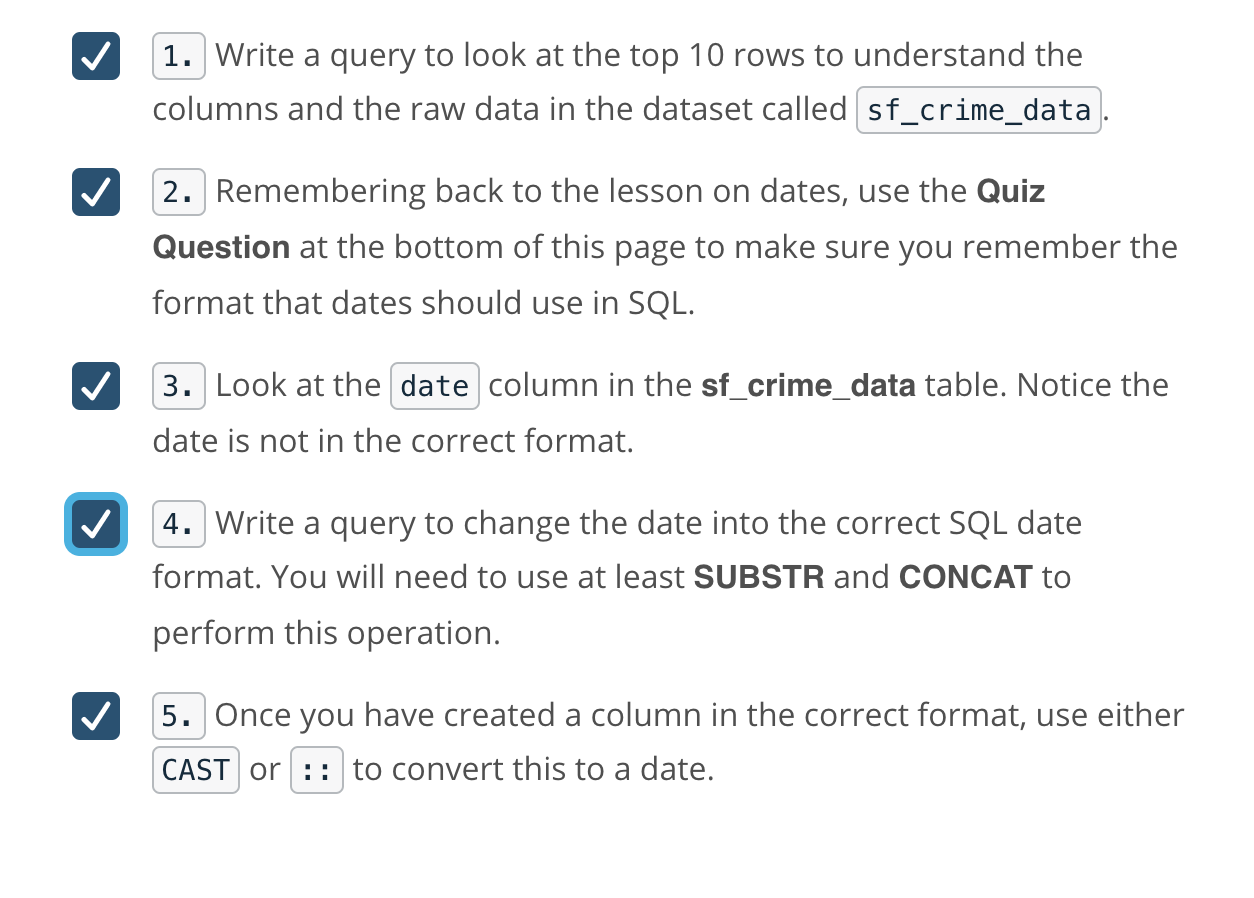 1. Write a query to look at the top 10 rows to understand the
columns and the raw data in the dataset called sf_crime_data.
2. Remembering back to the lesson on dates, use the Quiz
Question at the bottom of this page to make sure you remember the
format that dates should use in SQL.
3. Look at the date column in the sf_crime_data table. Notice the
date is not in the correct format.
4. Write a query to change the date into the correct SQL date
format. You will need to use at least SUBSTR and CONCAT to
perform this operation.
5. Once you have created a column in the correct format, use either
CAST or :: to convert this to a date.